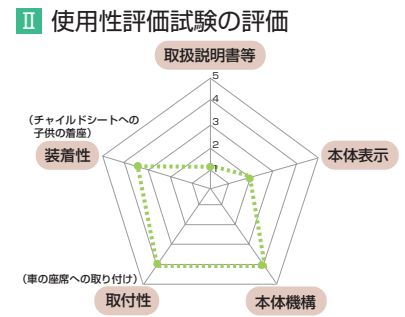 Ⅱ 使用性評価試験の評価
取扱説明書等
5
4
3
2
1
(チャイルドシートへの
子供の着座)
装着性
本体表示
(車の座席への取り付け)
取付性
本体機構